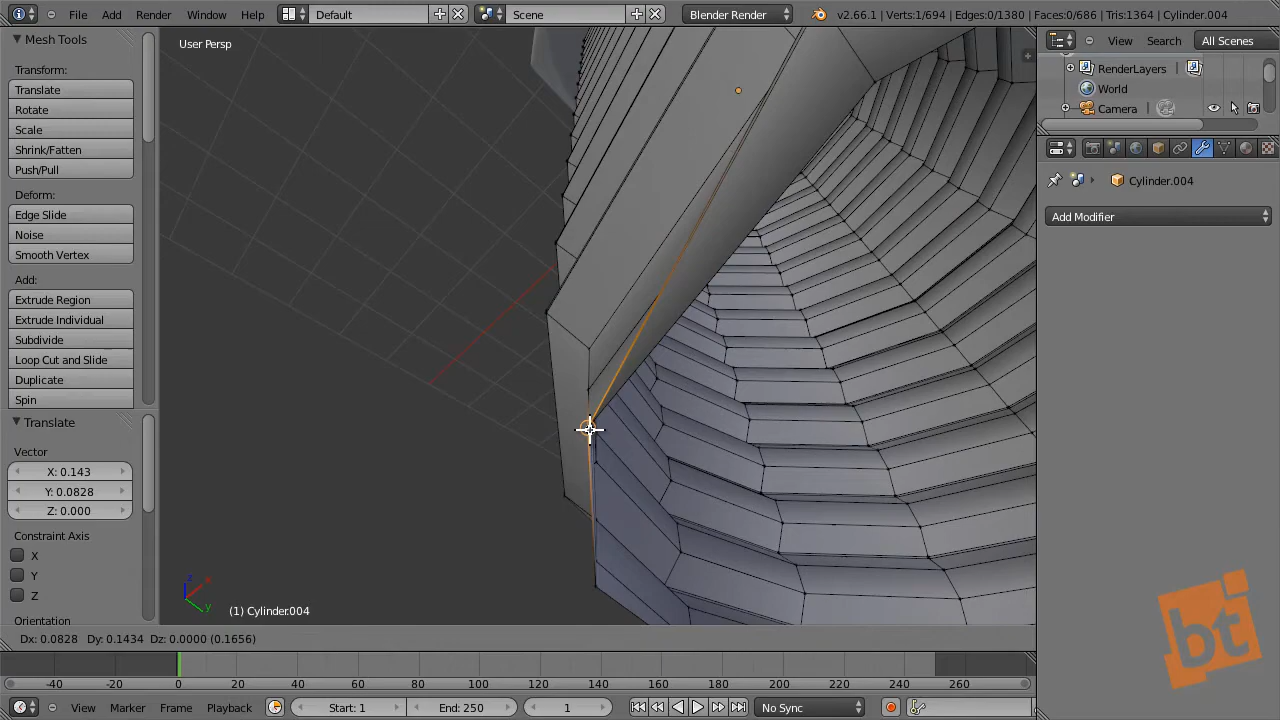 File Add Render Window Help Default Scene Blender Render v2.66.1 | Verts:1/694 | Edges:0/1380 | Faces:0/686 | Tris:1364 | Cylinder.004
Mesh Tools
Transform:
Translate
Rotate
Scale
Shrink/Fatten
Push/Pull
Deform:
Edge Slide
Noise
Smooth Vertex
Add:
Extrude Region
Extrude Individual
Subdivide
Loop Cut and Slide
Duplicate
Spin
Translate
Vector
X: 0.143
Y: 0.0828
Z: 0.000
Constraint Axis
X
Y
Z
Orientation
User Persp
z x y
(1) Cylinder.004
Dx: 0.0828 Dy: 0.1434 Dz: 0.0000 (0.1656)
View Search All Scenes
RenderLayers
World
Camera
Cylinder.004
Add Modifier
bt
-40 -20 0 20 40 60 80 100 120 140 160 180 200 220 240 260
View Marker Frame Playback Start: 1 End: 250 1 No Sync